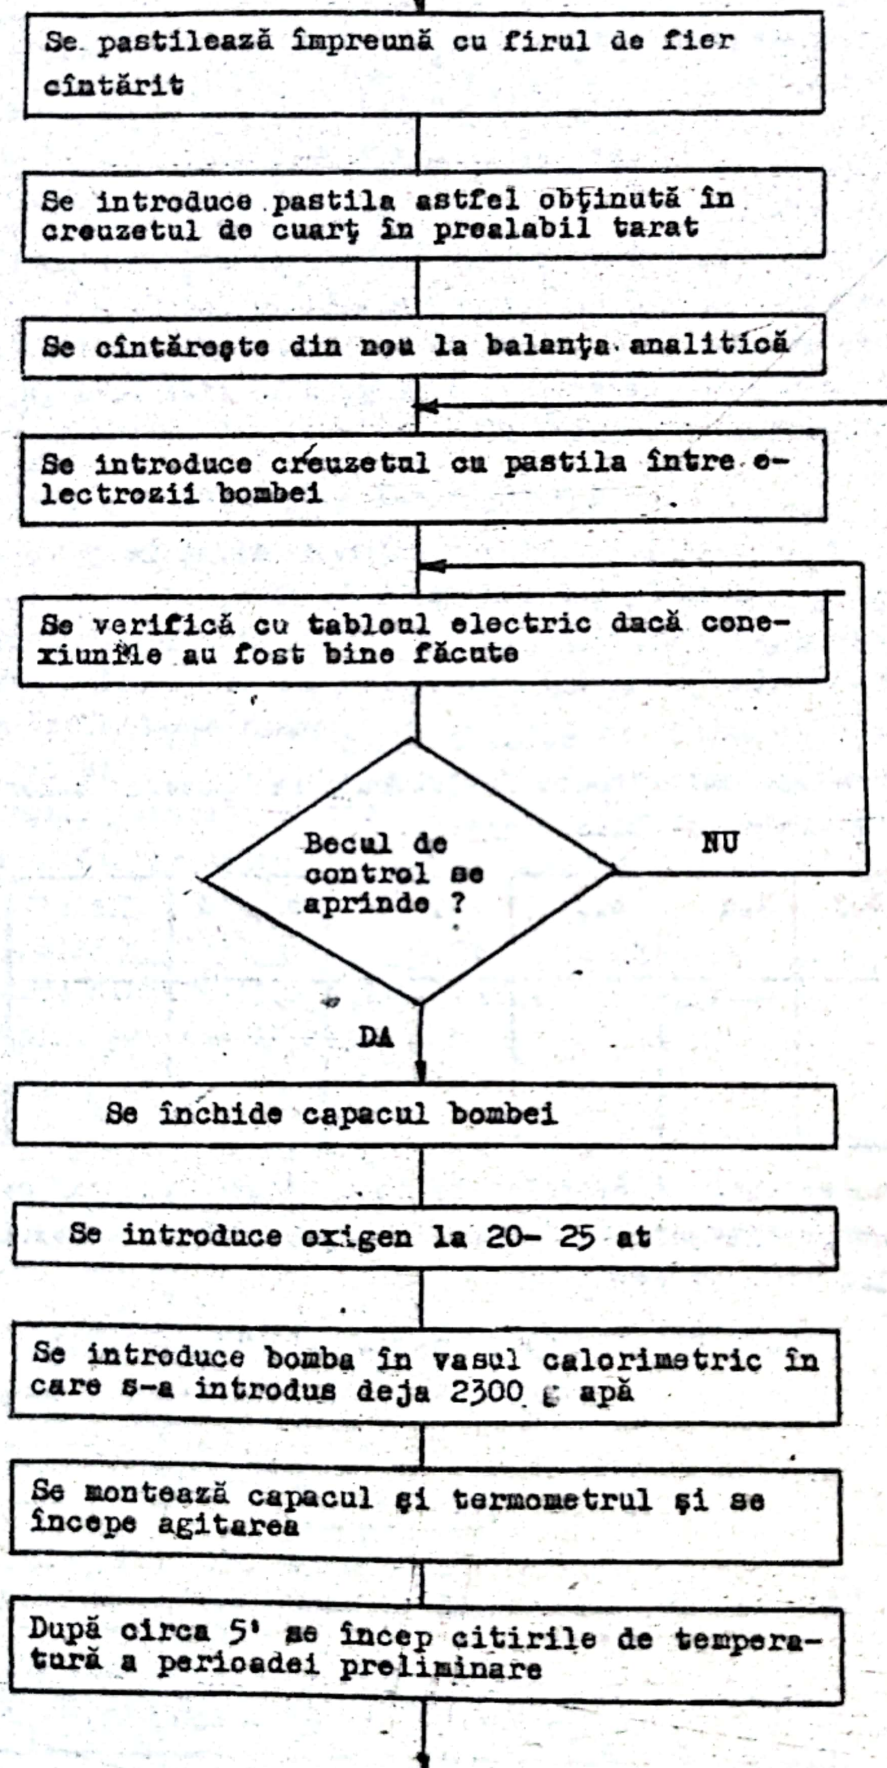 Se pastilează împreună cu firul de fier
cîntărit
Se introduce pastila astfel obţinută în
creuzetul de cuarţ în prealabil tarat
Se cîntăreşte din nou la balanţa analitică
Se introduce creuzetul cu pastila între e-
lectrozii bombei
Se verifică cu tabloul electric dacă cone-
xiunile au fost bine făcute
Becul de
control se
aprinde ?
NU
DA
Se închide capacul bombei
Se introduce oxigen la 20- 25 at
Se introduce bomba în vasul calorimetric în
care s-a introdus deja 2300 g apă
Se montează capacul şi termometrul şi se
începe agitarea
După circa 5' se încep citirile de tempera-
tură a perioadei preliminare